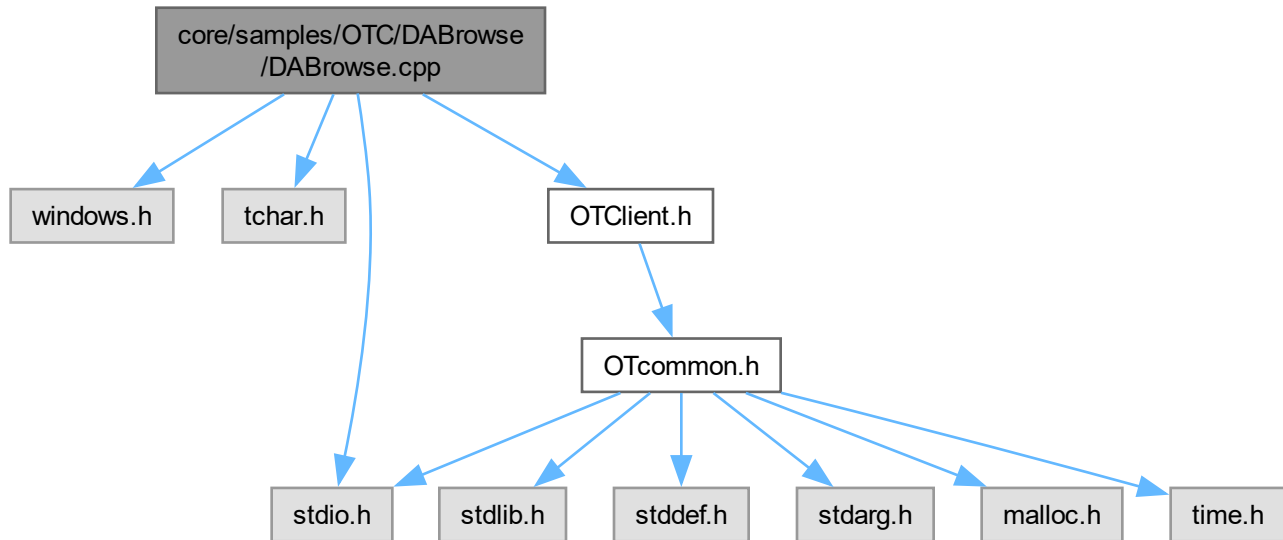 core/samples/OTC/DABrowse
/DABrowse.cpp
windows.h
tchar.h
OTClient.h
OTcommon.h
stdio.h
stdlib.h
stddef.h
stdarg.h
malloc.h
time.h